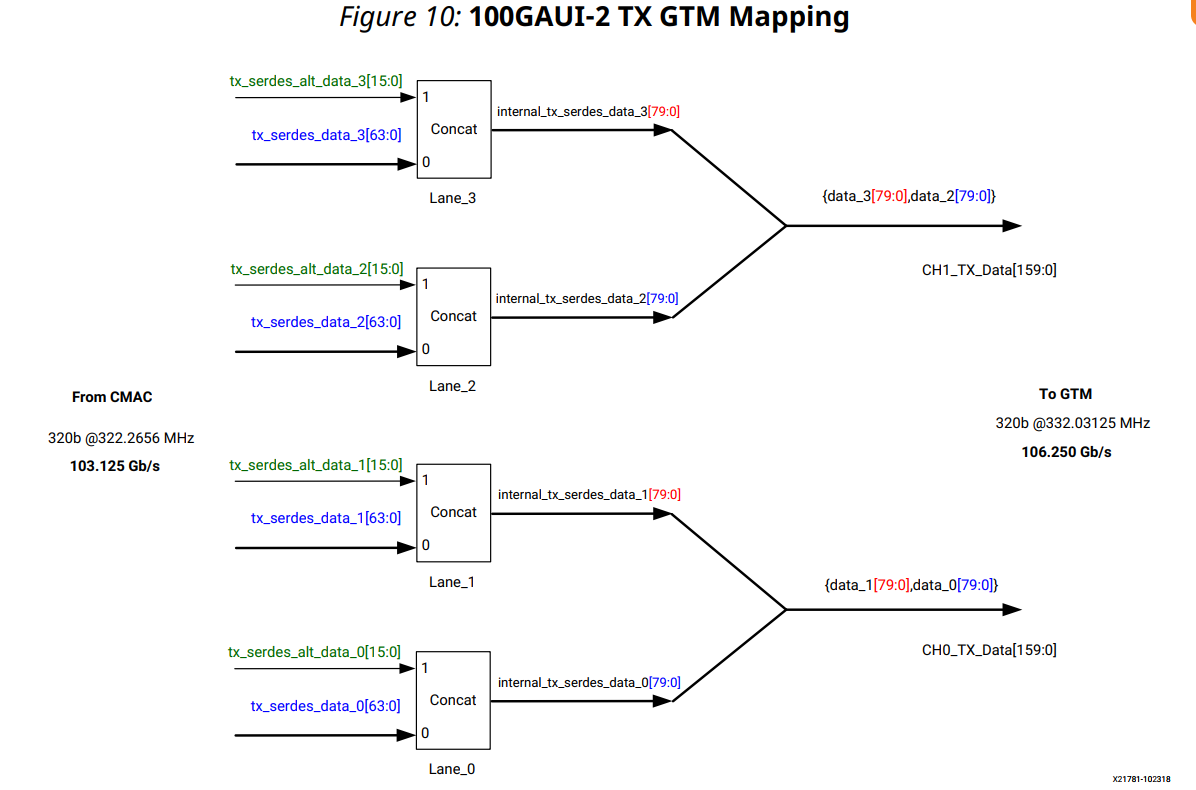 Figure 10: 100GAUI-2 TX GTM Mapping
tx_serdes_alt_data_3[15:0]
1
internal_tx_serdes_data_3[79:0]
Concat
tx_serdes_data_3[63:0]
0
Lane_3
{data_3[79:0],data_2[79:0]}
CH1_TX_Data[159:0]
tx_serdes_alt_data_2[15:0]
1
internal_tx_serdes_data_2[79:0]
Concat
tx_serdes_data_2[63:0]
0
Lane_2
From CMAC
320b @322.2656 MHz
103.125 Gb/s
To GTM
320b @332.03125 MHz
106.250 Gb/s
tx_serdes_alt_data_1[15:0]
1
internal_tx_serdes_data_1[79:0]
Concat
tx_serdes_data_1[63:0]
0
Lane_1
{data_1[79:0],data_0[79:0]}
CH0_TX_Data[159:0]
tx_serdes_alt_data_0[15:0]
1
internal_tx_serdes_data_0[79:0]
Concat
tx_serdes_data_0[63:0]
0
Lane_0
X21781-102318